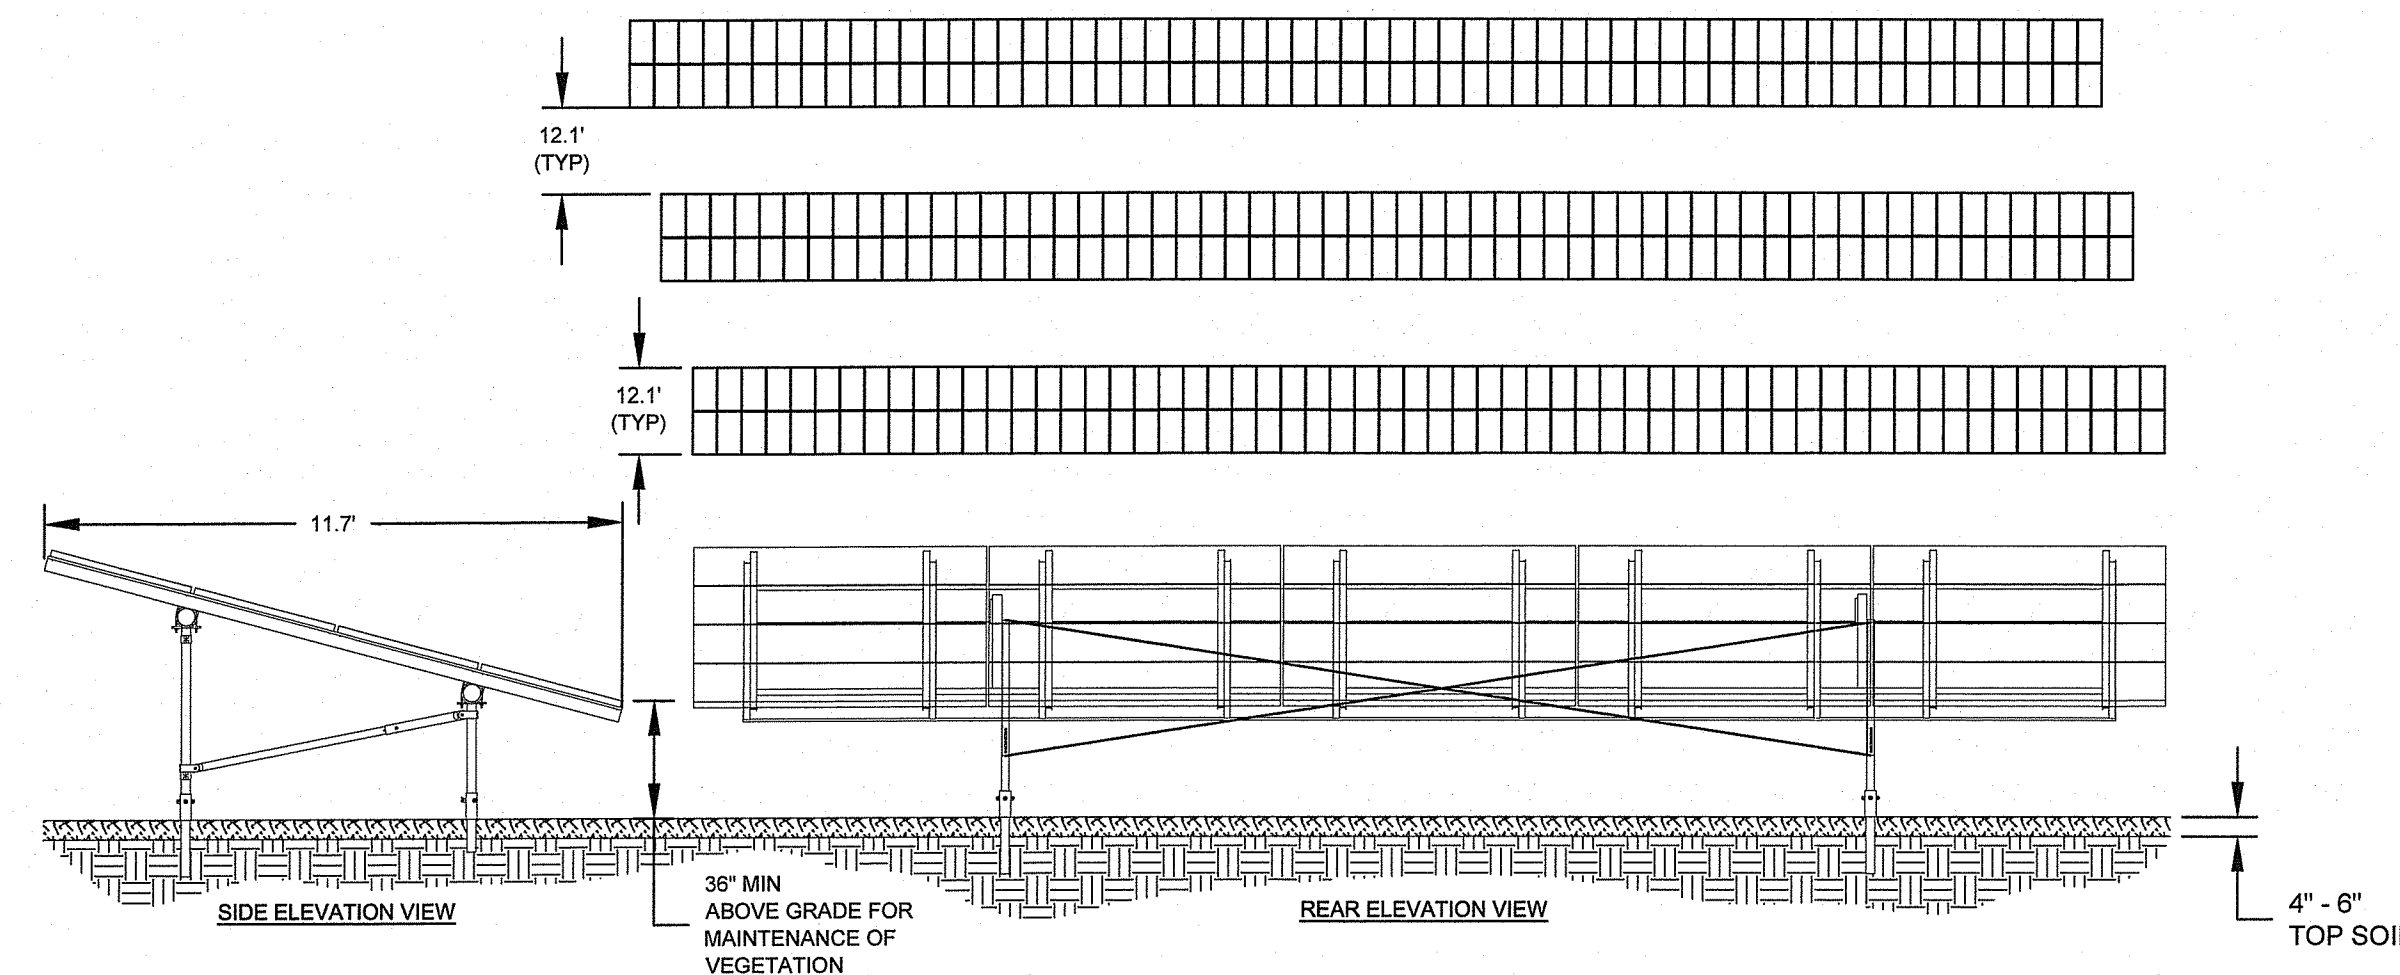 12.1'
(TYP)
12.1'
(TYP)
11.7'
36" MIN
ABOVE GRADE FOR
MAINTENANCE OF
VEGETATION
SIDE ELEVATION VIEW
REAR ELEVATION VIEW
4" - 6"
TOP SOI